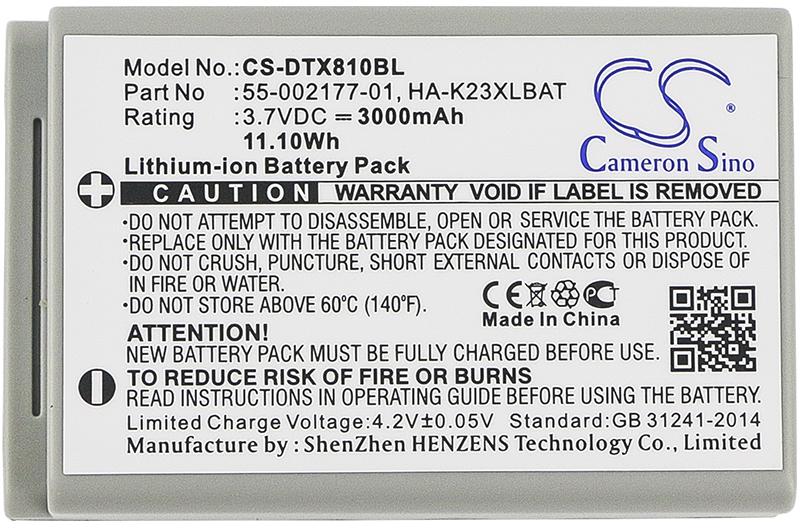 Model No.:CS-DTX810BL
Part No :55-002177-01, HA-K23XLBAT
Rating :3.7VDC ⎓ 3000mAh
11.10Wh
Lithium-ion Battery Pack
Cameron Sino ®
CAUTION WARRANTY VOID IF LABEL IS REMOVED
•DO NOT ATTEMPT TO DISASSEMBLE, OPEN OR SERVICE THE BATTERY PACK.
•REPLACE ONLY WITH THE BATTERY PACK DESIGNATED FOR THIS PRODUCT.
•DO NOT CRUSH, PUNCTURE, SHORT EXTERNAL CONTACTS OR DISPOSE OF
IN FIRE OR WATER.
•DO NOT STORE ABOVE 60°C (140°F).
CE PCT
Made In China
ATTENTION!
NEW BATTERY PACK MUST BE FULLY CHARGED BEFORE USE.
TO REDUCE RISK OF FIRE OR BURNS
READ INSTRUCTIONS IN OPERATING GUIDE BEFORE BATTERY USE.
Limited Charge Voltage:4.2V±0.05V Standard:GB 31241-2014
Manufacture by : ShenZhen HENZENS Technology Co., Limited